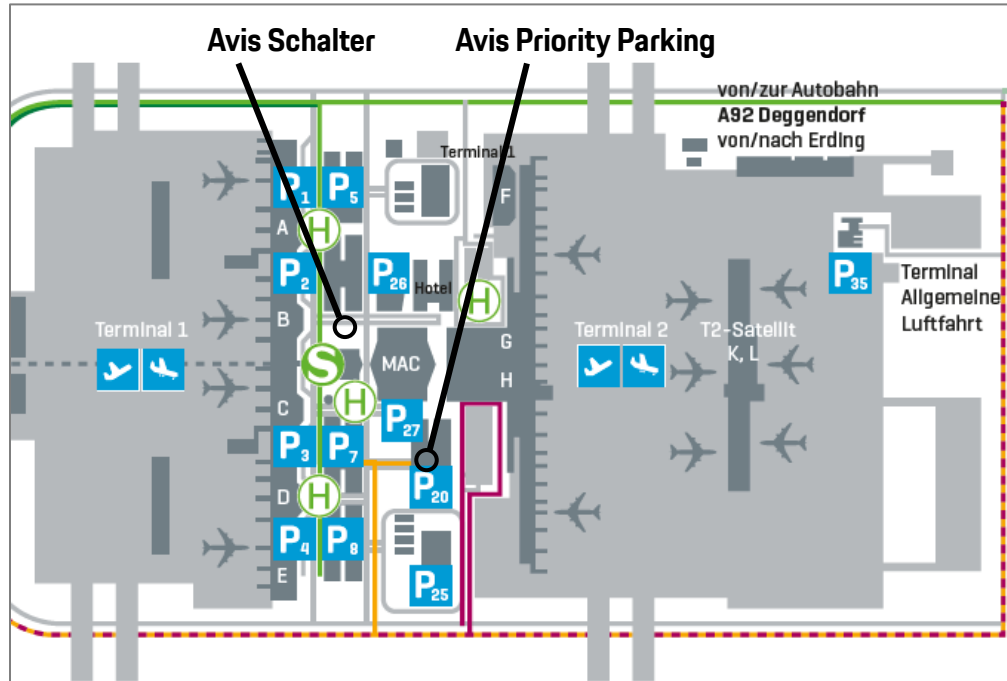 Avis Schalter
Avis Priority Parking
von/zur Autobahn
A92 Deggendorf
von/nach Erding
Terminal 1
P1
P5
F
A
H
P2
P26
Hotel
H
P35
Terminal
Allgemeine
Luftfahrt
B
Terminal 1
Terminal 2
T2-Satellit
K, L
G
S
MAC
H
C
H
P27
P3
P7
P20
D
H
P4
P8
E
P25